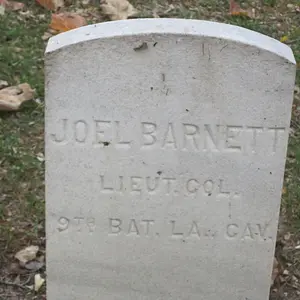 JOEL BARNETT
LIEUT. COL.
9TH BAT. LA. CAV.